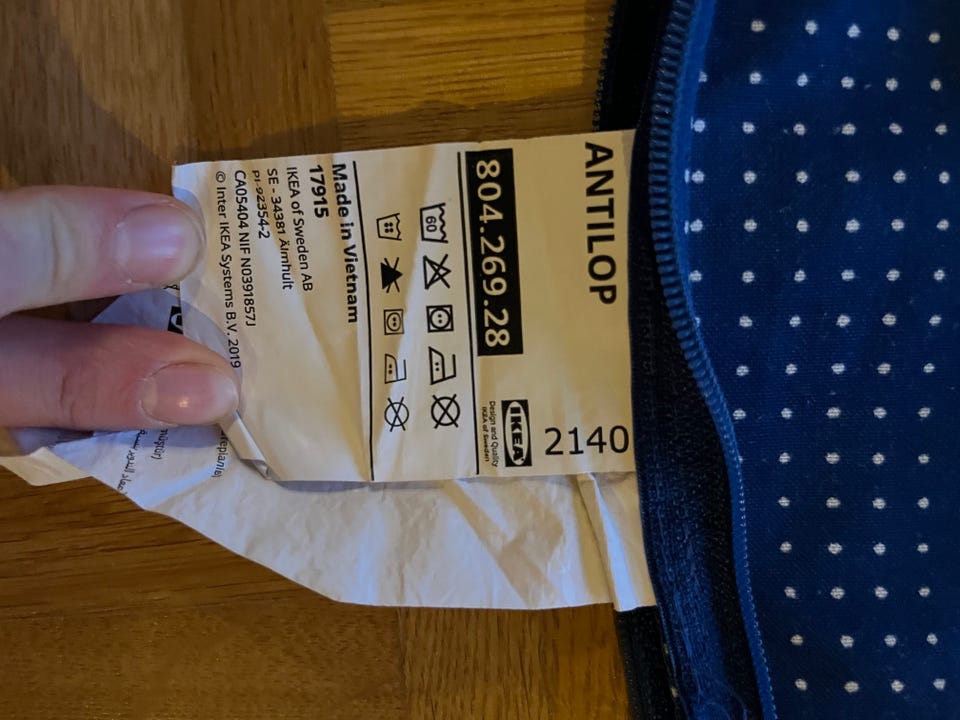 ANTILOP
2140
804.269.28
IKEA
Design and Quality
IKEA of Sweden
60
Made in Vietnam
17915
IKEA of Sweden AB
SE - 34381 Älmhult
PI-92354-2
CA05404 NIF N0391857J
© Inter IKEA Systems B.V. 2019